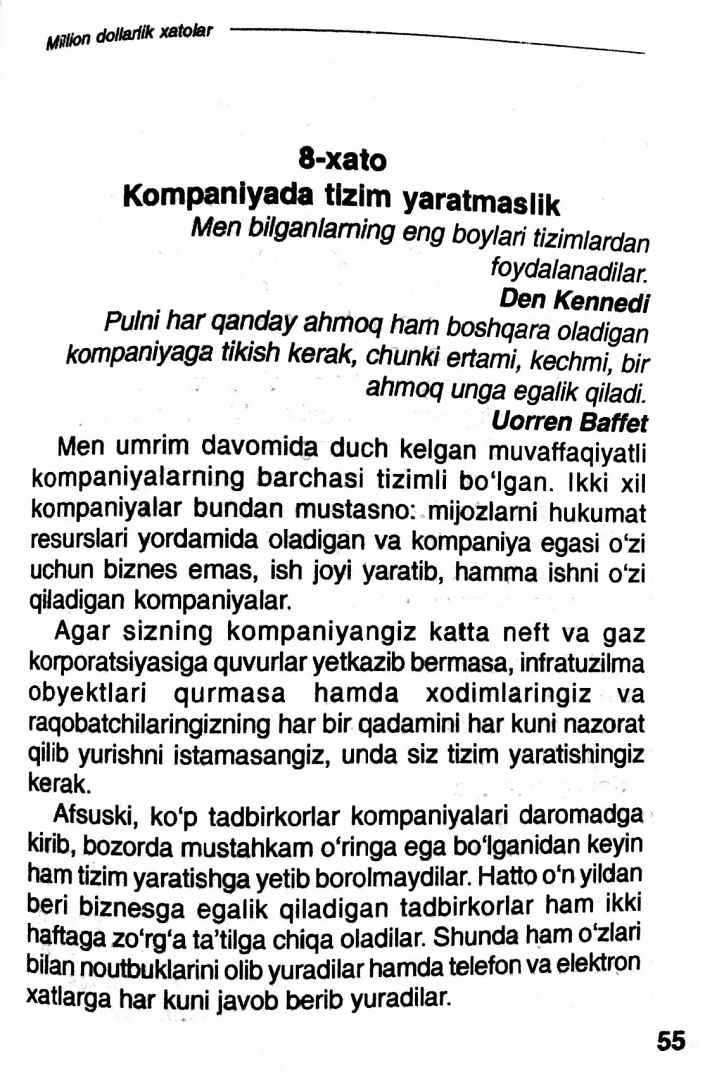 Million dollarlik xatolar
8-xato
Kompaniyada tizim yaratmaslik
Men bilganlarning eng boylari tizimlardan
foydalanadilar.
Den Kennedi
Pulni har qanday ahmoq ham boshqara oladigan
kompaniyaga tikish kerak, chunki ertami, kechmi, bir
ahmoq unga egalik qiladi.
Uorren Baffet
Men umrim davomida duch kelgan muvaffaqiyatli
kompaniyalarning barchasi tizimli bo‘lgan. Ikki xil
kompaniyalar bundan mustasno: mijozlarni hukumat
resurslari yordamida oladigan va kompaniya egasi o‘zi
uchun biznes emas, ish joyi yaratib, hamma ishni o‘zi
qiladigan kompaniyalar.
Agar sizning kompaniyangiz katta neft va gaz
korporatsiyasiga quvurlar yetkazib bermasa, infratuzilma
obyektlari qurmasa hamda xodimlaringiz va
raqobatchilaringizning har bir qadamini har kuni nazorat
qilib yurishni istamasangiz, unda siz tizim yaratishingiz
kerak.
Afsuski, ko‘p tadbirkorlar kompaniyalari daromadga
kirib, bozorda mustahkam o‘ringa ega bo‘lganidan keyin
ham tizim yaratishga yetib borolmaydilar. Hatto o‘n yildan
beri biznesga egalik qiladigan tadbirkorlar ham ikki
haftaga zo‘rg‘a ta’tilga chiqa oladilar. Shunda ham o‘zlari
bilan noutbuklarini olib yuradilar hamda telefon va elektron
xatlarga har kuni javob berib yuradilar.
55